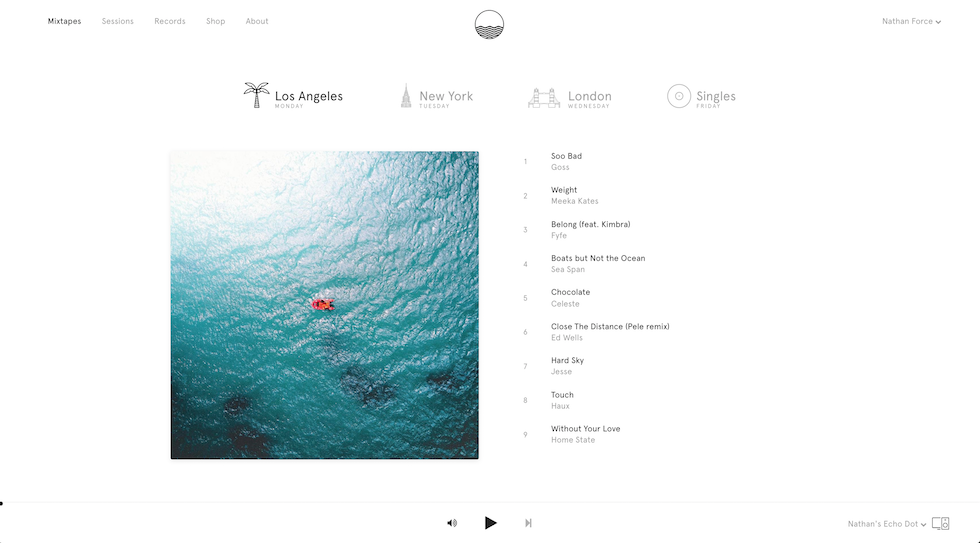 Mixtapes
Sessions
Records
Shop
About
Nathan Force
Los Angeles
MONDAY
New York
TUESDAY
London
WEDNESDAY
Singles
FRIDAY
1
Soo Bad
Goss
2
Weight
Meeka Kates
3
Belong (feat. Kimbra)
Fyfe
4
Boats but Not the Ocean
Sea Span
5
Chocolate
Celeste
6
Close The Distance (Pele remix)
Ed Wells
7
Hard Sky
Jesse
8
Touch
Haux
9
Without Your Love
Home State
Nathan's Echo Dot